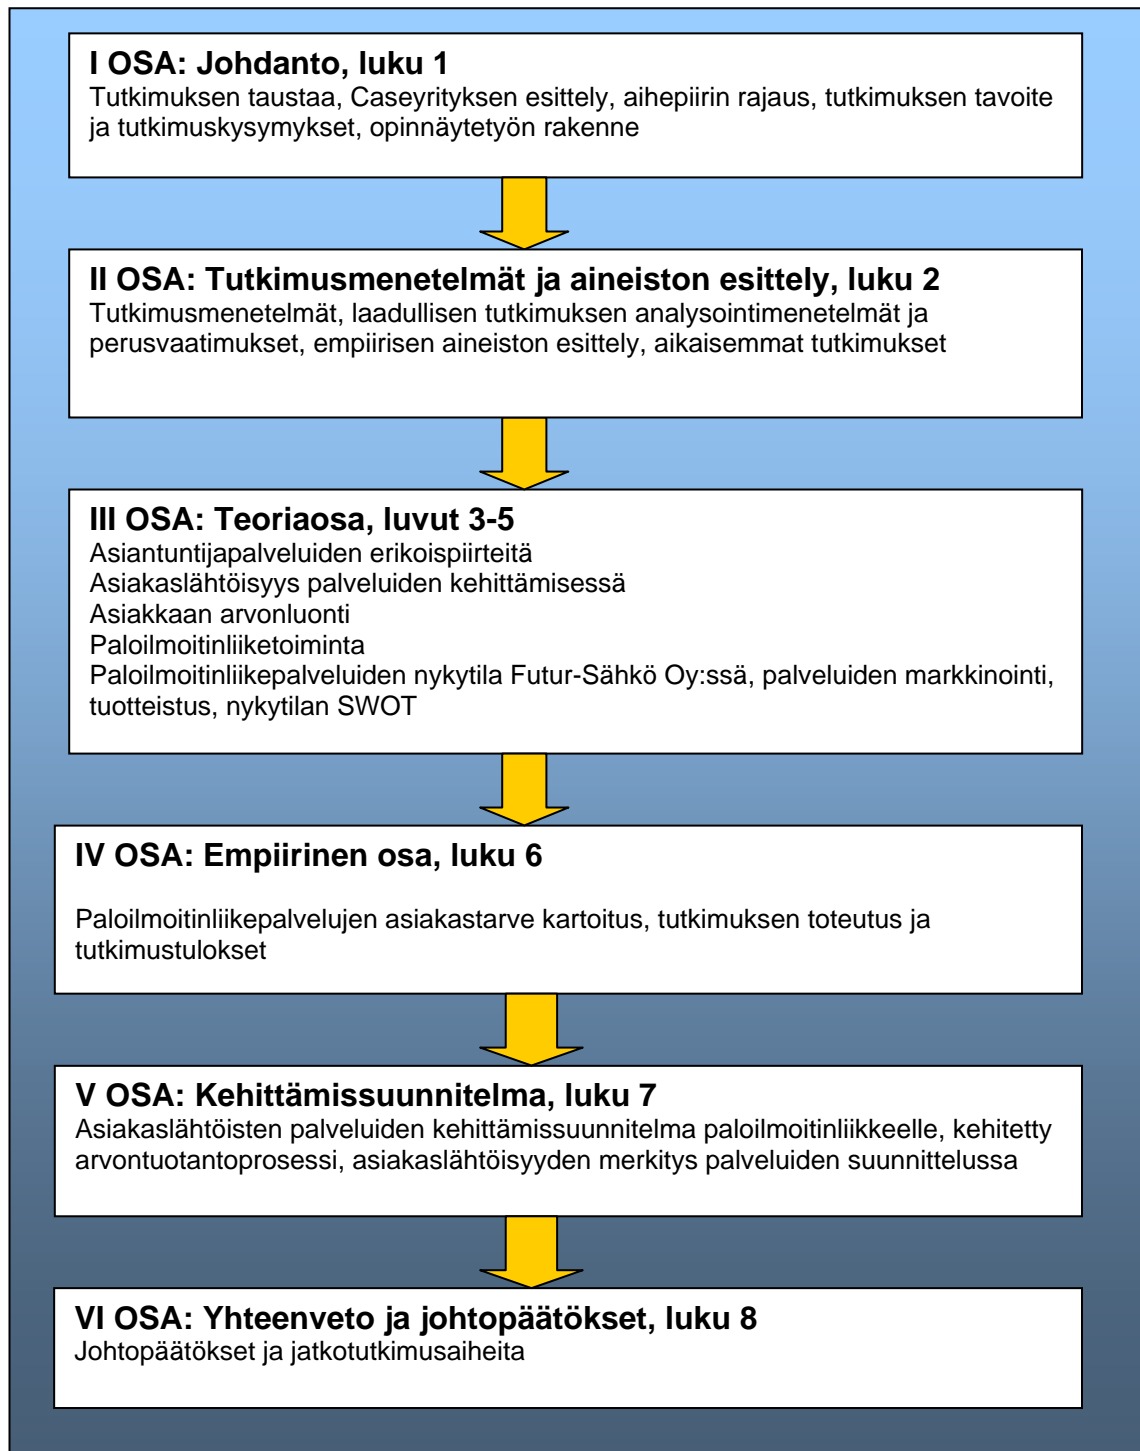 I OSA: Johdanto, luku 1
Tutkimuksen taustaa, Caseyrityksen esittely, aihepiirin rajaus, tutkimuksen tavoite
ja tutkimuskysymykset, opinnäytetyön rakenne
II OSA: Tutkimusmenetelmät ja aineiston esittely, luku 2
Tutkimusmenetelmät, laadullisen tutkimuksen analysointimenetelmät ja
perusvaatimukset, empiirisen aineiston esittely, aikaisemmat tutkimukset
III OSA: Teoriaosa, luvut 3-5
Asiantuntijapalveluiden erikoispiirteitä
Asiakaslähtöisyys palveluiden kehittämisessä
Asiakkaan arvonluonti
Paloilmoitinliiketoiminta
Paloilmoitinliikepalveluiden nykytila Futur-Sähkö Oy:ssä, palveluiden markkinointi,
tuotteistus, nykytilan SWOT
IV OSA: Empiirinen osa, luku 6
Paloilmoitinliikepalvelujen asiakastarve kartoitus, tutkimuksen toteutus ja
tutkimustulokset
V OSA: Kehittämissuunnitelma, luku 7
Asiakaslähtöisten palveluiden kehittämissuunnitelma paloilmoitinliikkeelle, kehitetty
arvontuotantoprosessi, asiakaslähtöisyyden merkitys palveluiden suunnittelussa
VI OSA: Yhteenveto ja johtopäätökset, luku 8
Johtopäätökset ja jatkotutkimusaiheita